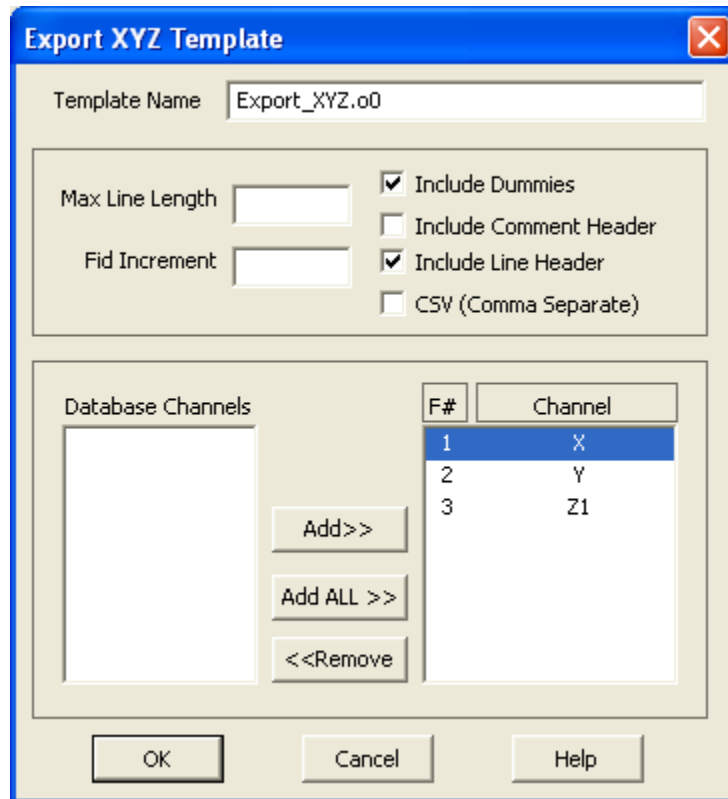 Export XYZ Template
Template Name Export_XYZ.o0
Max Line Length
Include Dummies
Include Comment Header
Fid Increment
Include Line Header
CSV (Comma Separate)
Database Channels
F# Channel
1 X
2 Y
3 Z1
Add>>
Add ALL >>
<<Remove
OK Cancel Help